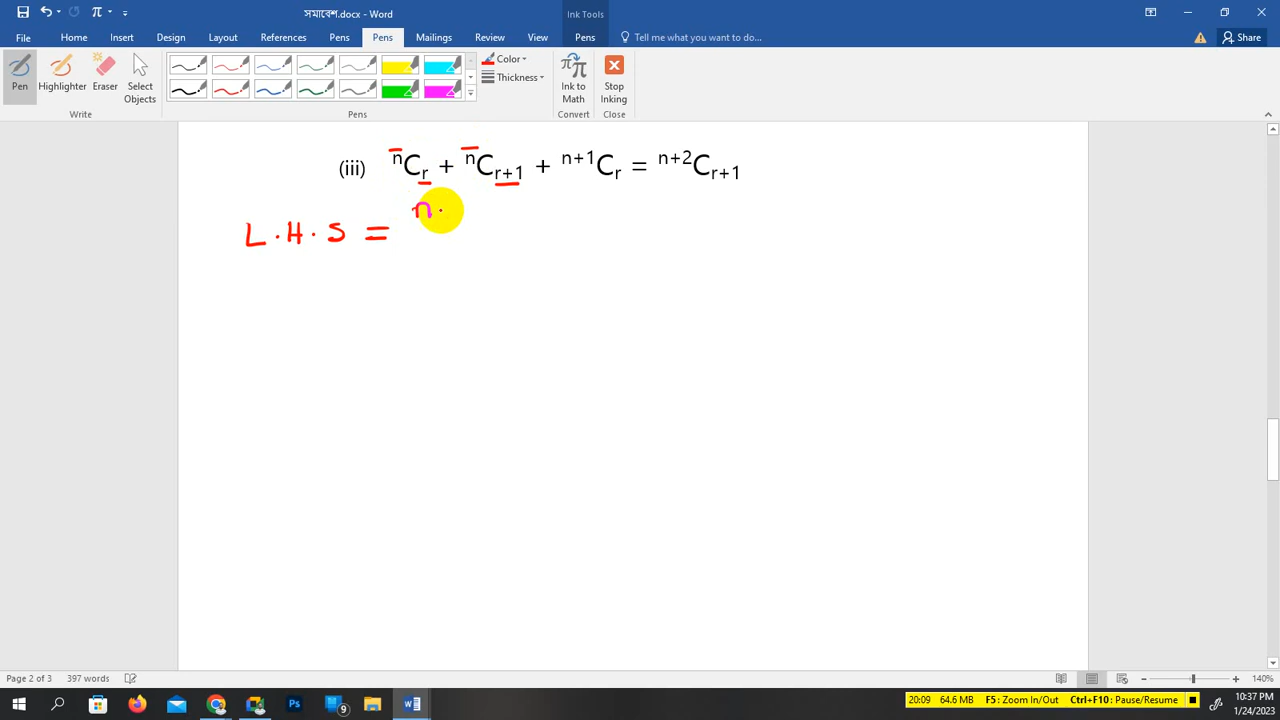 সমাবেশ.docx - Word
Ink Tools
File Home Insert Design Layout References Pen Mailings Review View Pens Tell me what you want to do... Share
Pen Highlighter Eraser Select Objects
Color
Thickness
Ink to Math
Stop Inking
Write Pens Convert Close
(iii) ⁿCᵣ + ⁿCᵣ₊₁ + ⁿ⁺¹Cᵣ = ⁿ⁺²Cᵣ₊₁
L.H.S = n
Page 2 of 3 397 words 140%
20:09 64.6 MB F5: Zoom In/Out Ctrl+F10: Pause/Resume
10:37 PM
1/24/2023